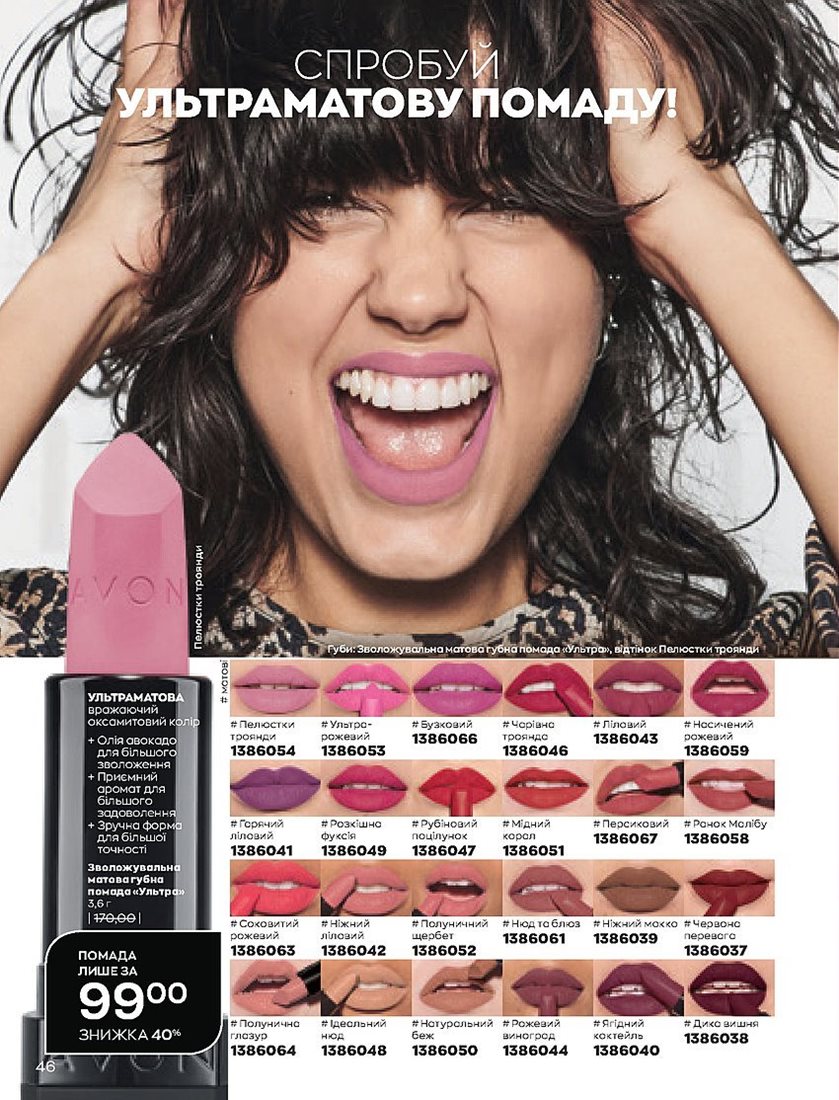 СПРОБУЙ
УЛЬТРАМАТОВУ ПОМАДУ!
AVON
Пелюстки троянди
Губи: Зволожувальна матова губна помада «Ультра», відтінок Пелюстки троянди
# матові
УЛЬТРАМАТОВА
вражаючий
оксамитовий колір
+ Олія авокадо
для більшого
зволоження
+ Приємний
аромат для
більшого
задоволення
+ Зручна форма
для більшої
точності
Зволожувальна
матова губна
помада «Ультра»
3,6 г
| 170,00 |
ПОМАДА
ЛИШЕ ЗА
99 00
ЗНИЖКА 40%
AVON
46
# Пелюстки
троянди
1386054
# Ультра-
рожевий
1386053
# Бузковий
1386066
# Чарівна
троянда
1386046
# Ліловий
1386043
# Насичений
рожевий
1386059
# Гарячий
ліловий
1386041
# Розкішна
фуксія
1386049
# Рубіновий
поцілунок
1386047
# Мідний
корал
1386051
# Персиковий
1386067
# Ранок Малібу
1386058
# Соковитий
рожевий
1386063
# Ніжний
ліловий
1386042
# Полуничний
щербет
1386052
# Нюд та блюз
1386061
# Ніжний мокко
1386039
# Червона
перевага
1386037
# Полунична
глазур
1386064
# Ідеальний
нюд
1386048
# Натуральний
беж
1386050
# Рожевий
виноград
1386044
# Ягідний
коктейль
1386040
# Дика вишня
1386038